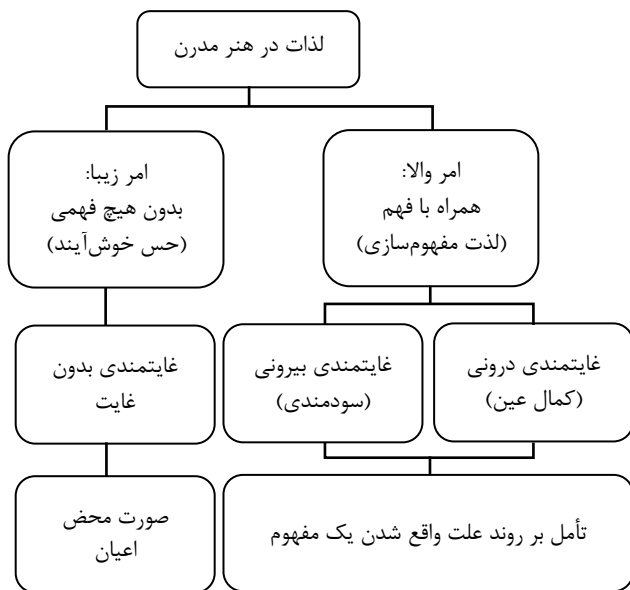 لذات در هنر مدرن
امر والا:
همراه با فهم
(لذت مفهوم‌سازی)
امر زیبا:
بدون هیچ فهمی
(حس خوش‌آیند)
غایتمندی درونی
(کمال عین)
غایتمندی بیرونی
(سودمندی)
غایتمندی بدون
غایت
تأمل بر روند علت واقع شدن یک مفهوم
صورت محض
اعیان